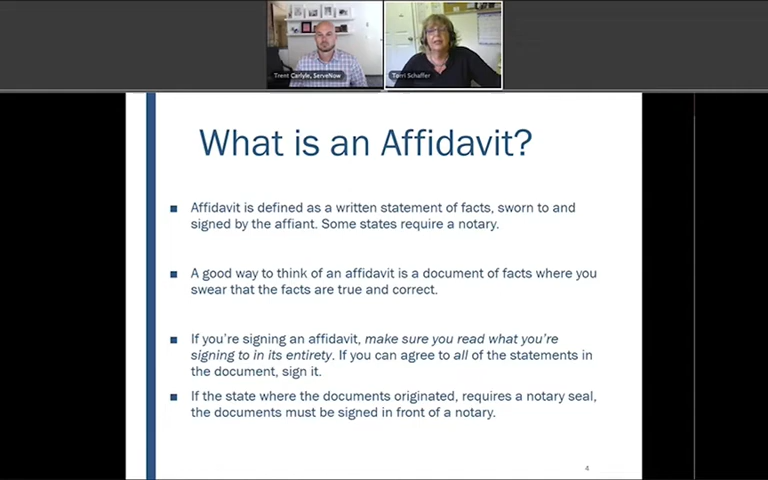 Trent Carlyle, ServeNow
Torri Schaffer
What is an Affidavit?
Affidavit is defined as a written statement of facts, sworn to and
signed by the affiant. Some states require a notary.
A good way to think of an affidavit is a document of facts where you
swear that the facts are true and correct.
If you're signing an affidavit, make sure you read what you're
signing to in its entirety. If you can agree to all of the statements in
the document, sign it.
If the state where the documents originated, requires a notary seal,
the documents must be signed in front of a notary.
4